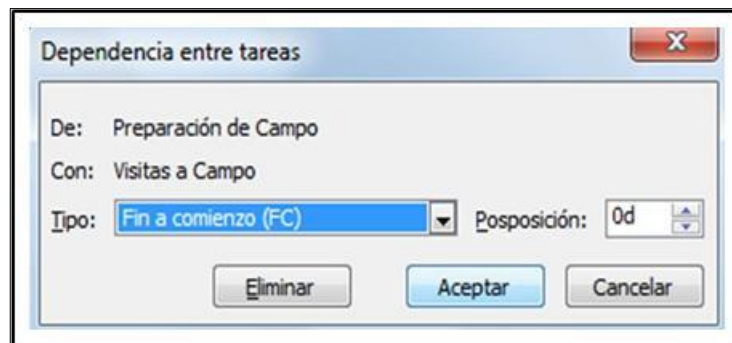 Dependencia entre tareas
De: Preparación de Campo
Con: Visitas a Campo
Tipo: Fin a comienzo (FC) Posposición: 0d
Eliminar Aceptar Cancelar